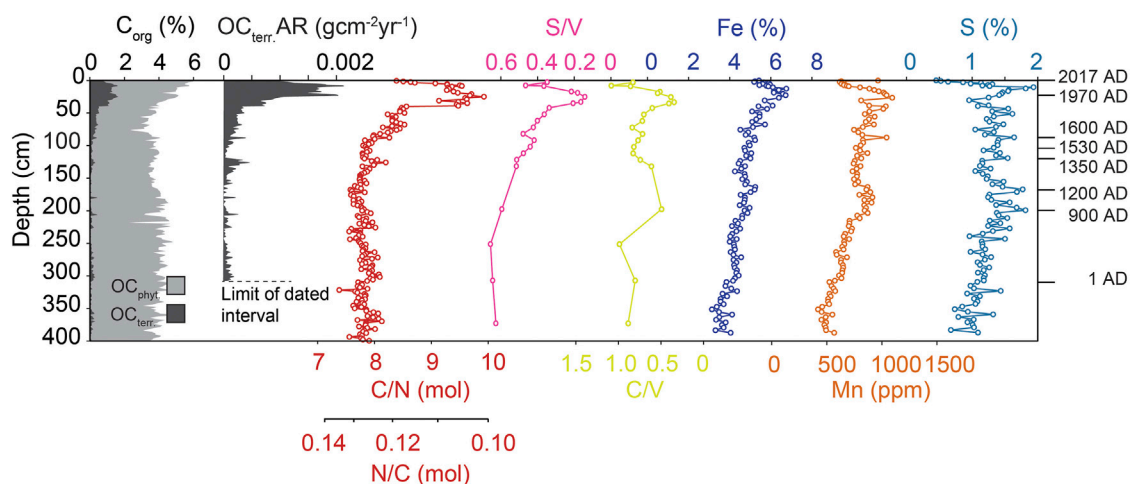 C_org (%)
OC_terr. AR (gcm⁻²yr⁻¹)
S/V
Fe (%)
S (%)
0 2 4 6
0
0.002
0.6 0.4 0.2
0 0
2 4 6 8
0 1 2
Depth (cm)
0
50
100
150
200
250
300
350
400
2017 AD
1970 AD
1600 AD
1530 AD
1350 AD
1200 AD
900 AD
1 AD
OC_phyt.
OC_terr.
Limit of dated
interval
7 8 9 10
C/N (mol)
1.5 1.0 0.5 0
C/V
0 500 1000 1500
Mn (ppm)
0.14 0.12 0.10
N/C (mol)